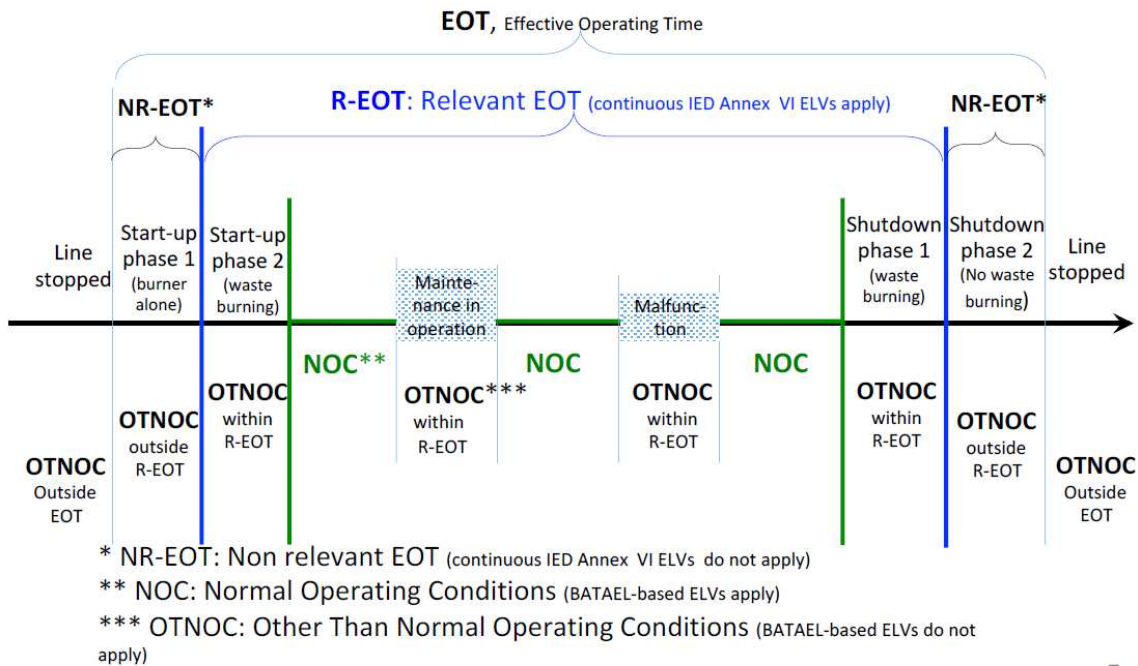 EOT, Effective Operating Time
NR-EOT*
R-EOT: Relevant EOT (continuous IED Annex VI ELVs apply)
NR-EOT*
Line
stopped
Start-up
phase 1
(burner
alone)
Start-up
phase 2
(waste
burning)
Mainte-
nance in
operation
Malfunc-
tion
Shutdown
phase 1
(waste
burning)
Shutdown
phase 2
(No waste
burning)
Line
stopped
NOC**
NOC
NOC
OTNOC
Outside
EOT
OTNOC
outside
R-EOT
OTNOC
within
R-EOT
OTNOC***
within
R-EOT
OTNOC
within
R-EOT
OTNOC
within
R-EOT
OTNOC
outside
R-EOT
OTNOC
Outside
EOT
* NR-EOT: Non relevant EOT (continuous IED Annex VI ELVs do not apply)
** NOC: Normal Operating Conditions (BATAEL-based ELVs apply)
*** OTNOC: Other Than Normal Operating Conditions (BATAEL-based ELVs do not
apply)